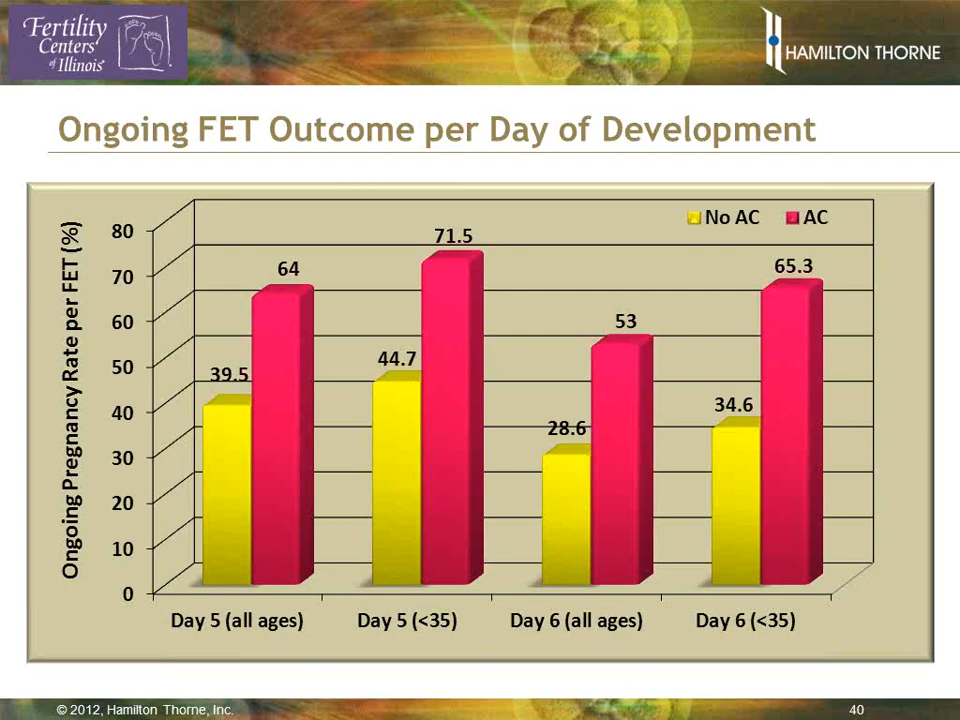 Fertility
Centers
of Illinois
HAMILTON THORNE
Ongoing FET Outcome per Day of Development
Ongoing Pregnancy Rate per FET (%)
No AC AC
80
70
60
50
40
30
20
10
0
39.5
64
44.7
71.5
28.6
53
34.6
65.3
Day 5 (all ages) Day 5 (<35) Day 6 (all ages) Day 6 (<35)
© 2012, Hamilton Thorne, Inc. 40